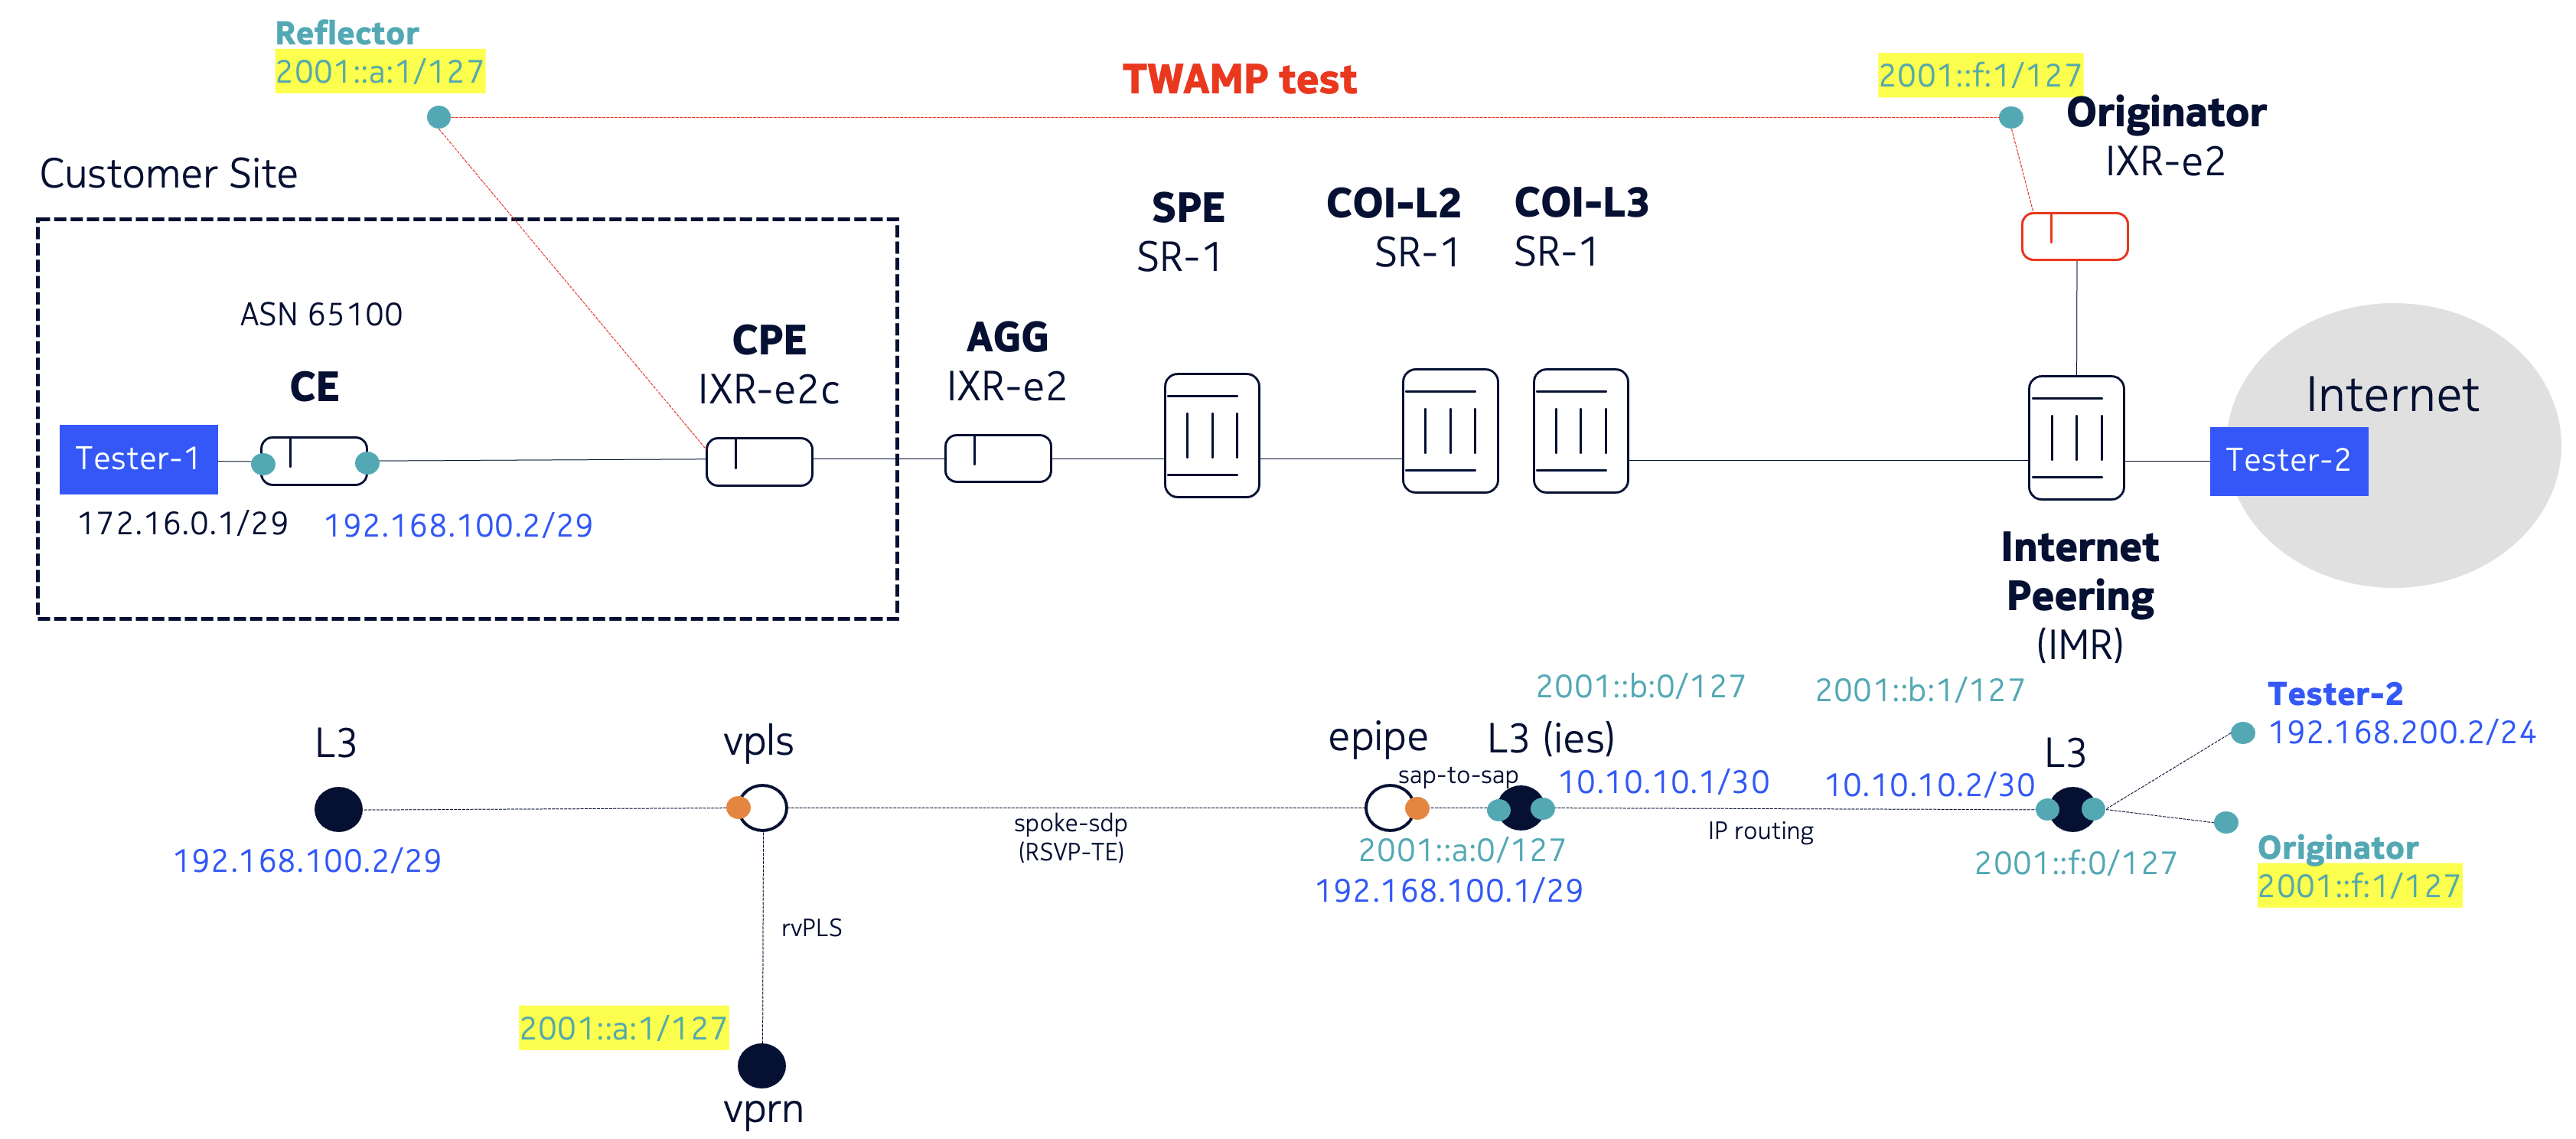 Reflector
2001::a:1/127
TWAMP test
2001::f:1/127
Originator
IXR-e2
Customer Site
SPE
SR-1
COI-L2
SR-1
COI-L3
SR-1
ASN 65100
CE
CPE
IXR-e2c
AGG
IXR-e2
Internet
Tester-1
Tester-2
172.16.0.1/29
192.168.100.2/29
Internet
Peering
(IMR)
2001::b:0/127
2001::b:1/127
Tester-2
192.168.200.2/24
L3
vpls
epipe
L3 (ies)
L3
sap-to-sap
10.10.10.1/30
10.10.10.2/30
spoke-sdp
(RSVP-TE)
IP routing
192.168.100.2/29
2001::a:0/127
192.168.100.1/29
2001::f:0/127
Originator
2001::f:1/127
rvPLS
2001::a:1/127
vprn